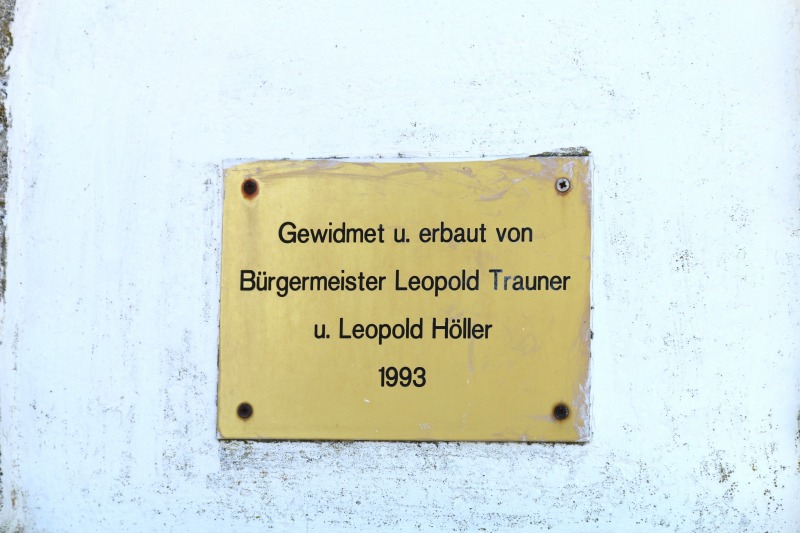 Gewidmet u. erbaut von
Bürgermeister Leopold Trauner
u. Leopold Höller
1993